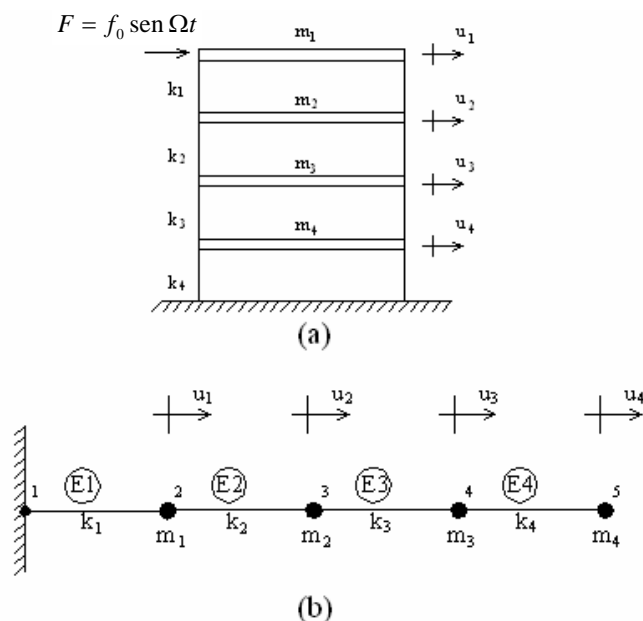 F = f₀ sen Ωt
m₁
u₁
k₁
m₂
u₂
k₂
m₃
u₃
k₃
m₄
u₄
k₄
(a)
u₁ u₂ u₃ u₄
1 E1 2 E2 3 E3 4 E4 5
k₁ m₁ k₂ m₂ k₃ m₃ k₄ m₄
(b)